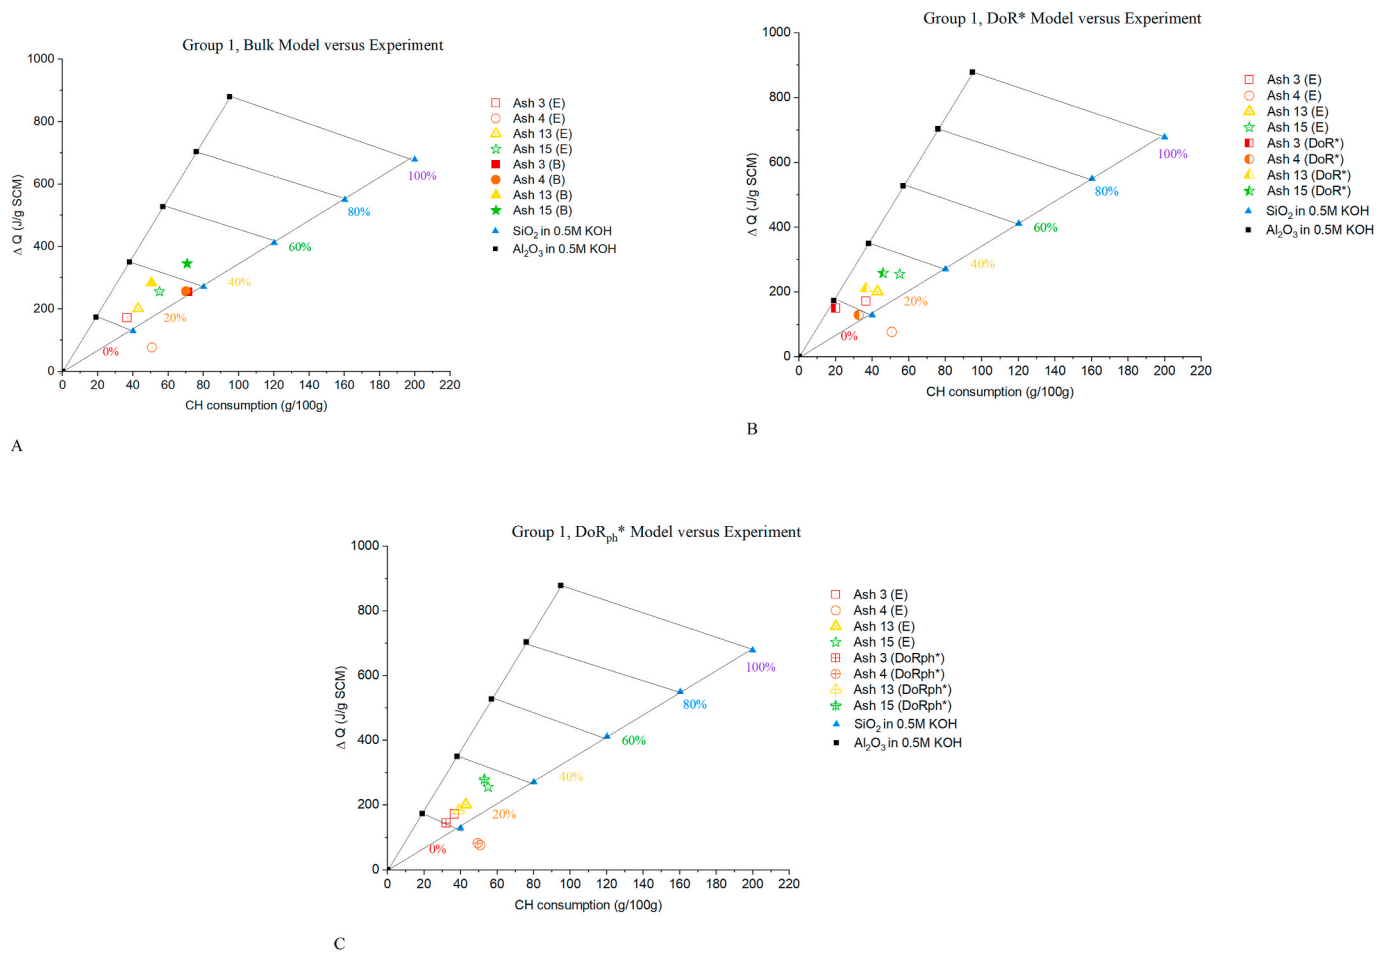 Group 1, Bulk Model versus Experiment
1000
800
600
400
200
0
Δ Q (J/g SCM)
100%
80%
60%
40%
20%
0%
0 20 40 60 80 100 120 140 160 180 200 220
CH consumption (g/100g)
Ash 3 (E)
Ash 4 (E)
Ash 13 (E)
Ash 15 (E)
Ash 3 (B)
Ash 4 (B)
Ash 13 (B)
Ash 15 (B)
SiO₂ in 0.5M KOH
Al₂O₃ in 0.5M KOH
A
Group 1, DoR* Model versus Experiment
1000
800
600
400
200
0
Δ Q (J/g SCM)
100%
80%
60%
40%
20%
0%
0 20 40 60 80 100 120 140 160 180 200 220
CH consumption (g/100g)
Ash 3 (E)
Ash 4 (E)
Ash 13 (E)
Ash 15 (E)
Ash 3 (DoR*)
Ash 4 (DoR*)
Ash 13 (DoR*)
Ash 15 (DoR*)
SiO₂ in 0.5M KOH
Al₂O₃ in 0.5M KOH
B
Group 1, DoRph* Model versus Experiment
1000
800
600
400
200
0
Δ Q (J/g SCM)
100%
80%
60%
40%
20%
0%
0 20 40 60 80 100 120 140 160 180 200 220
CH consumption (g/100g)
Ash 3 (E)
Ash 4 (E)
Ash 13 (E)
Ash 15 (E)
Ash 3 (DoRph*)
Ash 4 (DoRph*)
Ash 13 (DoRph*)
Ash 15 (DoRph*)
SiO₂ in 0.5M KOH
Al₂O₃ in 0.5M KOH
C